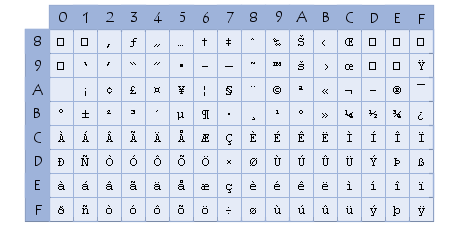 0 1 2 3 4 5 6 7 8 9 A B C D E F
8 □ □ ‚ ƒ „ … † ‡ ˆ ‰ Š ‹ Œ □ □ □
9 □ ‘ ’ “ ” • – — ˜ ™ š › œ □ □ Ÿ
A ¡ ¢ £ ¤ ¥ ¦ § ¨ © ª « ¬ - ® ¯
B ° ± ² ³ ´ µ ¶ · ¸ ¹ º » ¼ ½ ¾ ¿
C À Á Â Ã Ä Å Æ Ç È É Ê Ë Ì Í Î Ï
D Ð Ñ Ò Ó Ô Õ Ö × Ø Ù Ú Û Ü Ý Þ ß
E à á â ã ä å æ ç è é ê ë ì í î ï
F ð ñ ò ó ô õ ö ÷ ø ù ú û ü ý þ ÿ